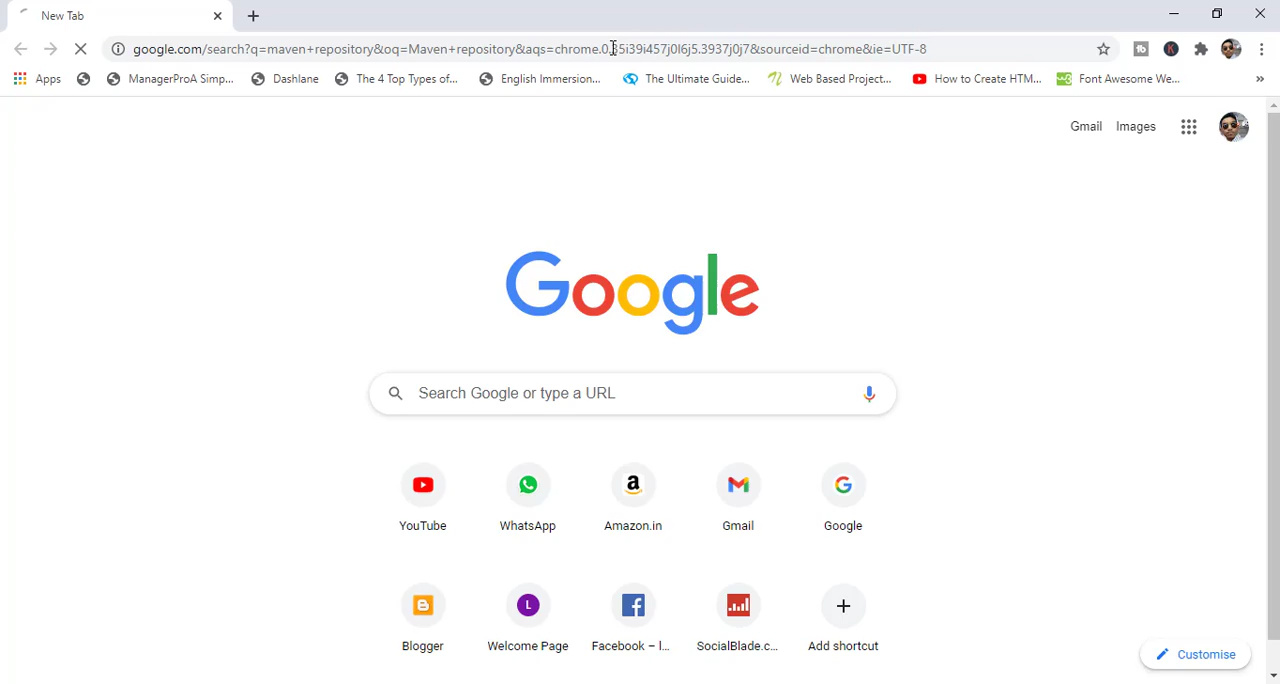 New Tab
google.com/search?q=maven+repository&oq=Maven+repository&aqs=chrome.0.35i39i457j0l6j5.3937j0j7&sourceid=chrome&ie=UTF-8
Apps ManagerProA Simp... Dashlane The 4 Top Types of... English Immersion... The Ultimate Guide... Web Based Project... How to Create HTM... Font Awesome We... »
Gmail Images
Google
Search Google or type a URL
YouTube WhatsApp Amazon.in Gmail Google
L
Blogger Welcome Page Facebook – l... SocialBlade.c... Add shortcut
Customise